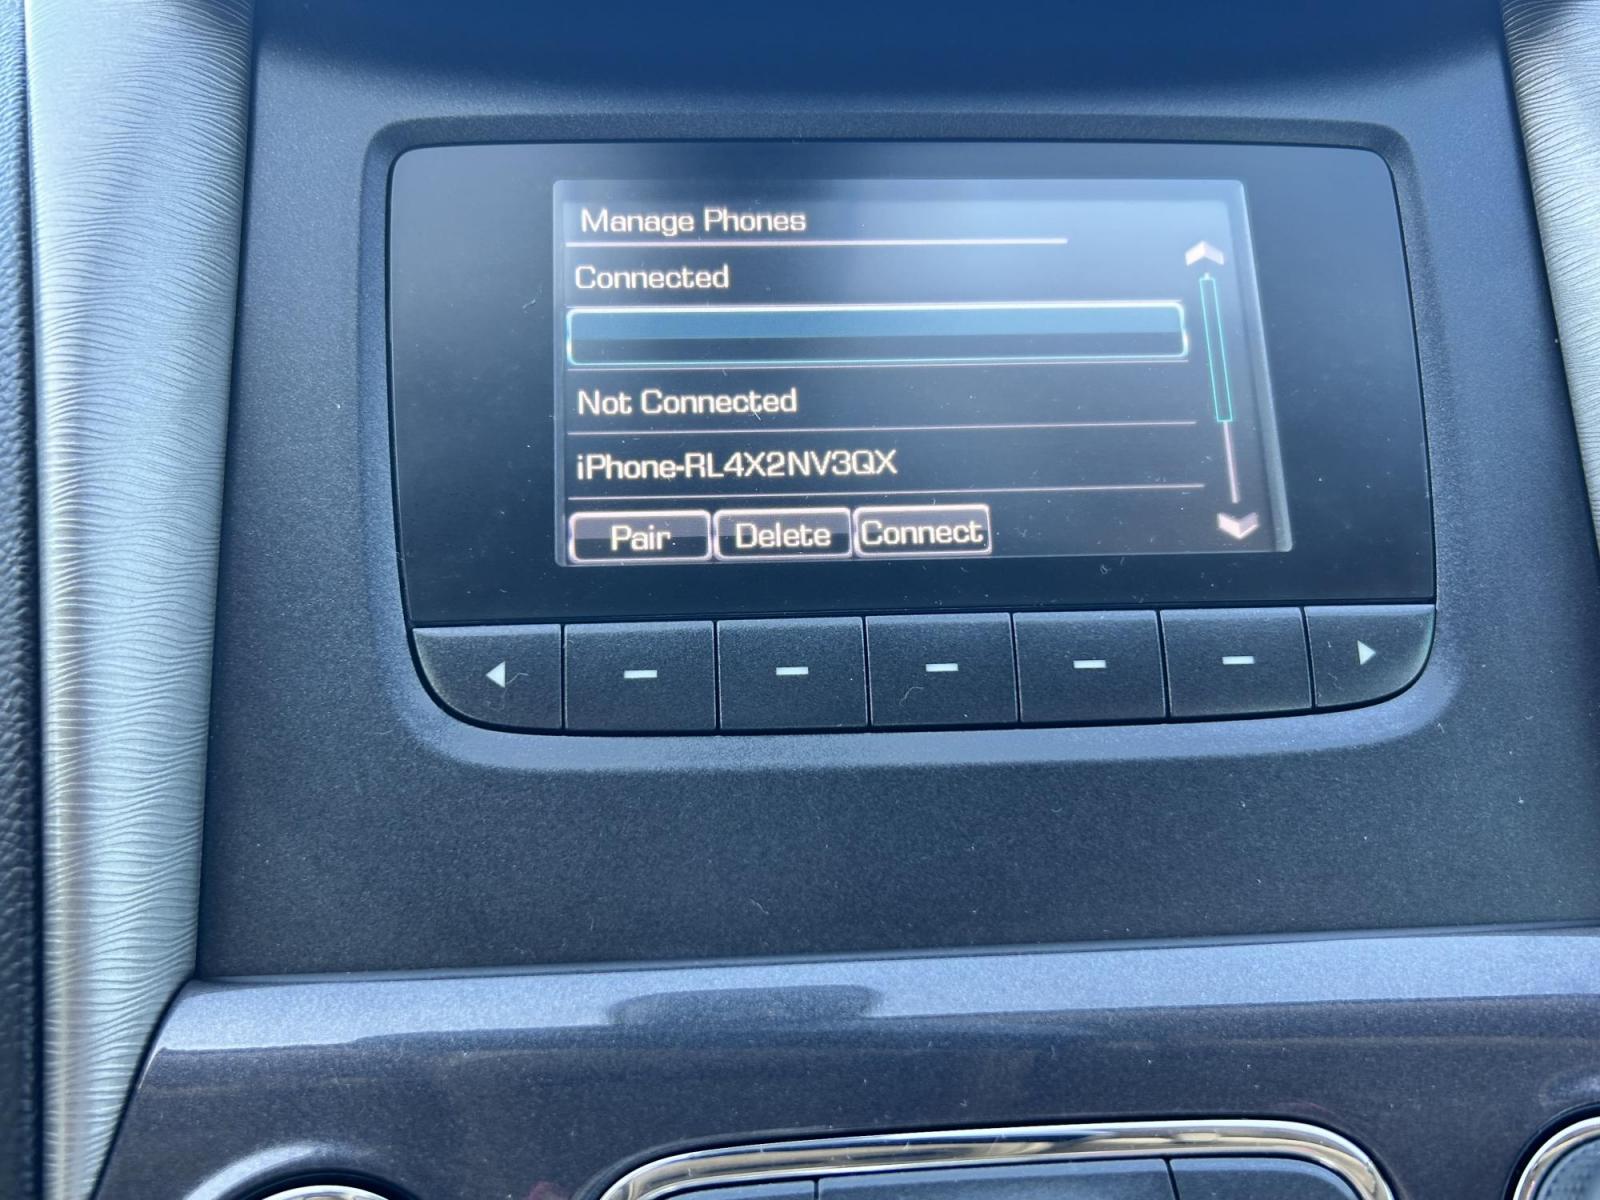 Manage Phones
Connected
Not Connected
iPhone-RL4X2NV3QX
Pair Delete Connect